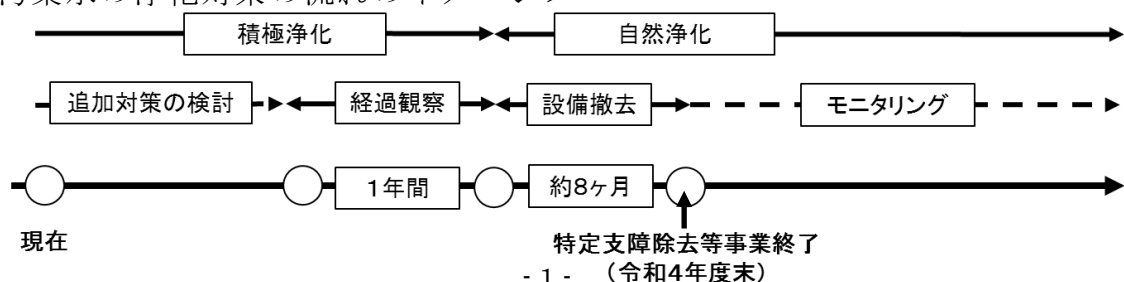 積極浄化 自然浄化
追加対策の検討 経過観察 設備撤去 モニタリング
1年間 約8ヶ月
現在 特定支障除去等事業終了
- 1 - (令和4年度末)